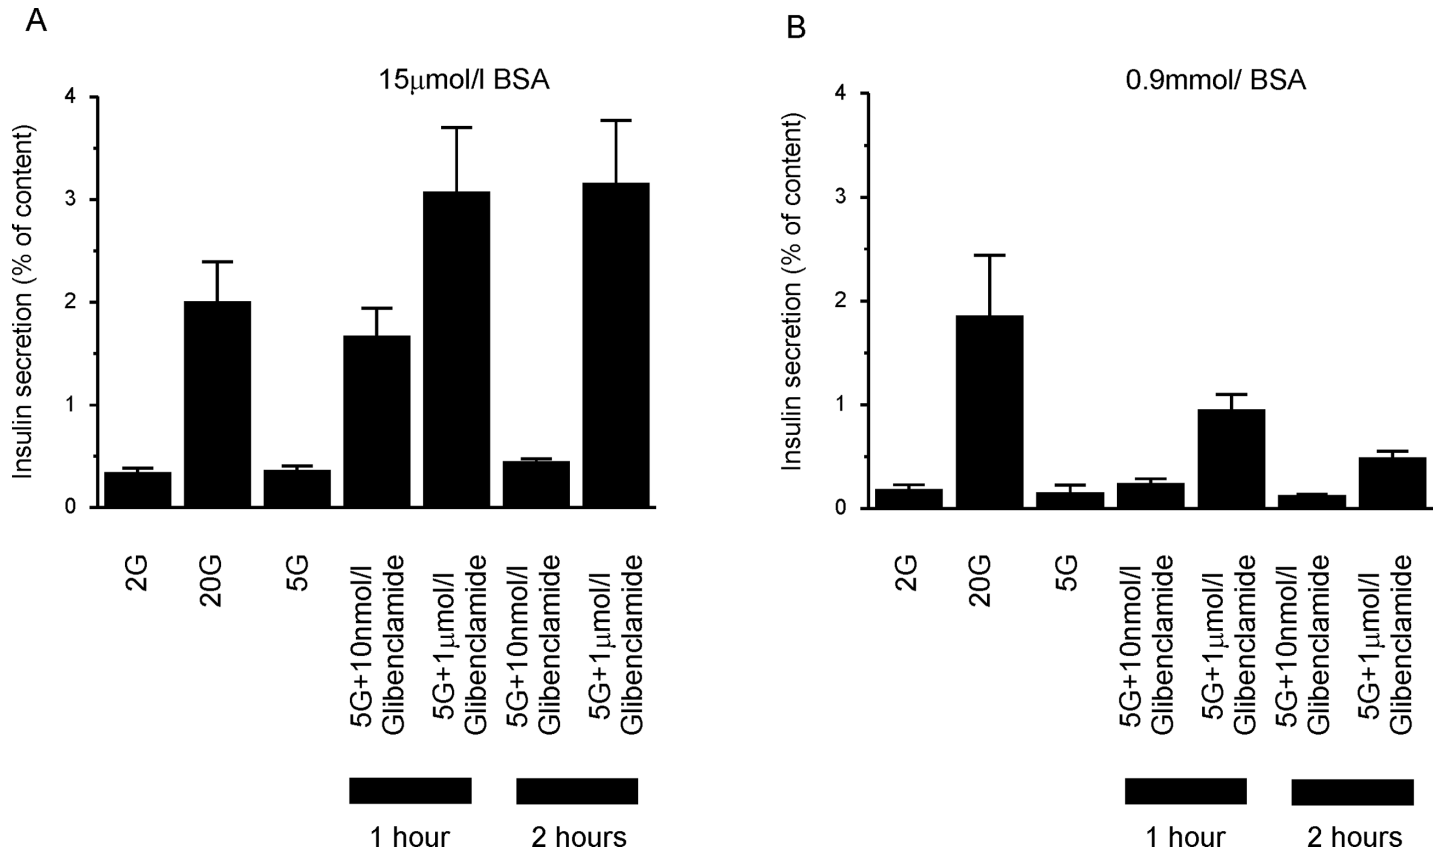 A
15μmol/l BSA
Insulin secretion (% of content)
4
3
2
1
0
2G
20G
5G
5G+10nmol/l
Glibenclamide
5G+1μmol/l
Glibenclamide
5G+10nmol/l
Glibenclamide
5G+1μmol/l
Glibenclamide
1 hour
2 hours
B
0.9mmol/ BSA
Insulin secretion (% of content)
4
3
2
1
0
2G
20G
5G
5G+10nmol/l
Glibenclamide
5G+1μmol/l
Glibenclamide
5G+10nmol/l
Glibenclamide
5G+1μmol/l
Glibenclamide
1 hour
2 hours